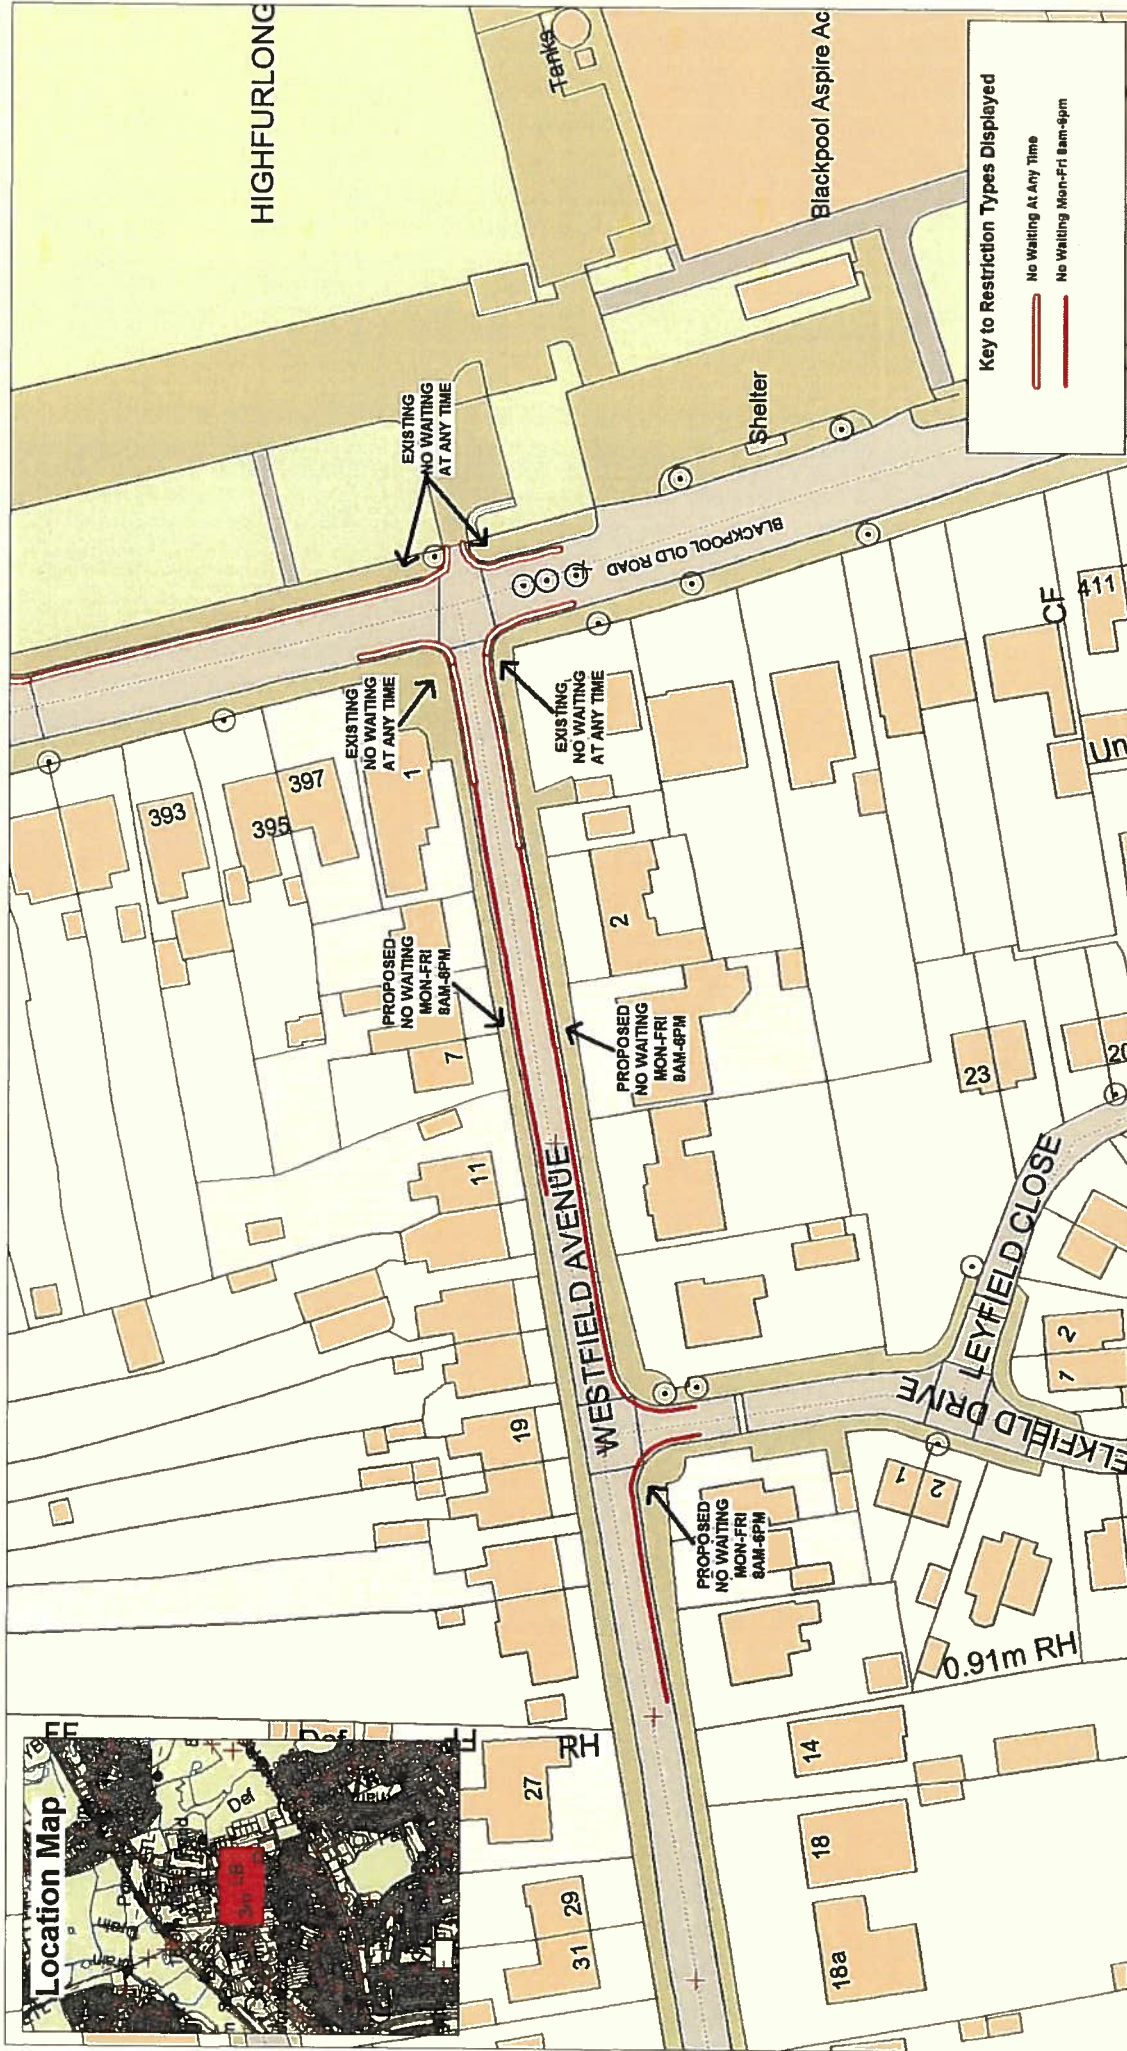 HIGHFURLONG
Tanks
Blackpool Aspire Ac
Key to Restriction Types Displayed
No Waiting At Any Time
No Waiting Mon-Fri 8am-6pm
EXISTING
NO WAITING
AT ANY TIME
Shelter
BLACKPOOL OLD ROAD
EXISTING
NO WAITING
AT ANY TIME
EXISTING
NO WAITING
AT ANY TIME
393
395
397
1
2
411
CF
Un
PROPOSED
NO WAITING
MON-FRI
8AM-6PM
PROPOSED
NO WAITING
MON-FRI
8AM-6PM
7
11
23
20
WESTFIELD AVENUE
LEYFIELD CLOSE
ELKFIELD DRIVE
19
1
2
1
2
PROPOSED
NO WAITING
MON-FRI
8AM-6PM
0.91m RH
RH
27
14
18
29
31
18a
Location Map
Def